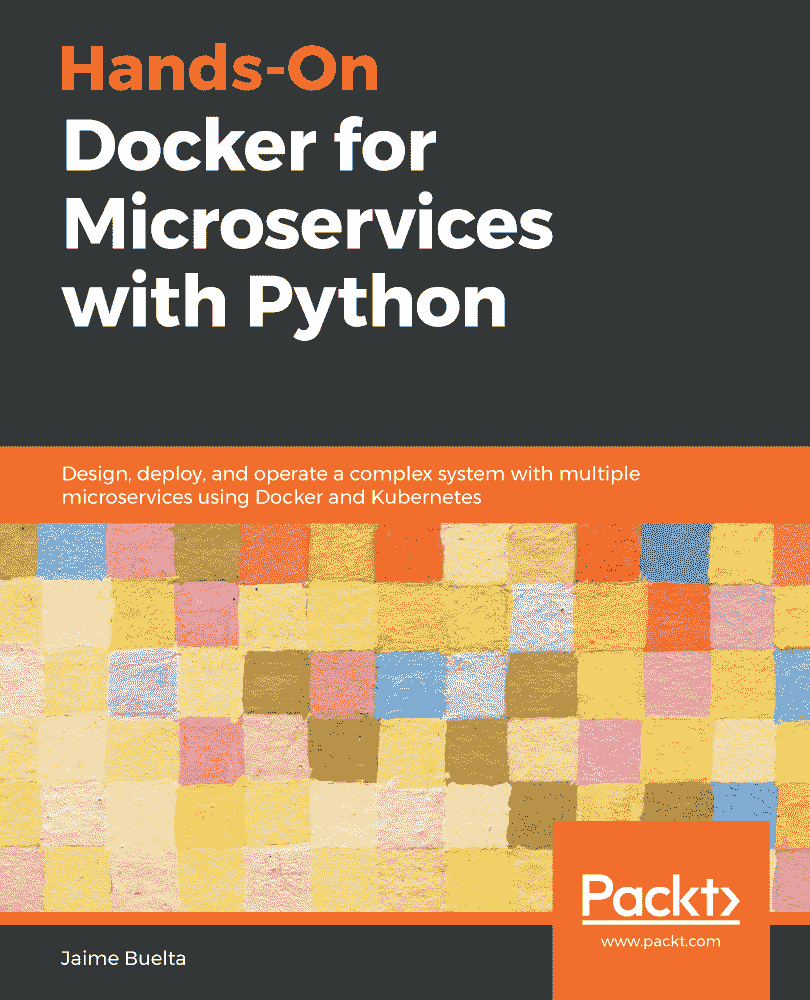 Hands-On
Docker for
Microservices
with Python
Design, deploy, and operate a complex system with multiple
microservices using Docker and Kubernetes
Packt>
www.packt.com
Jaime Buelta